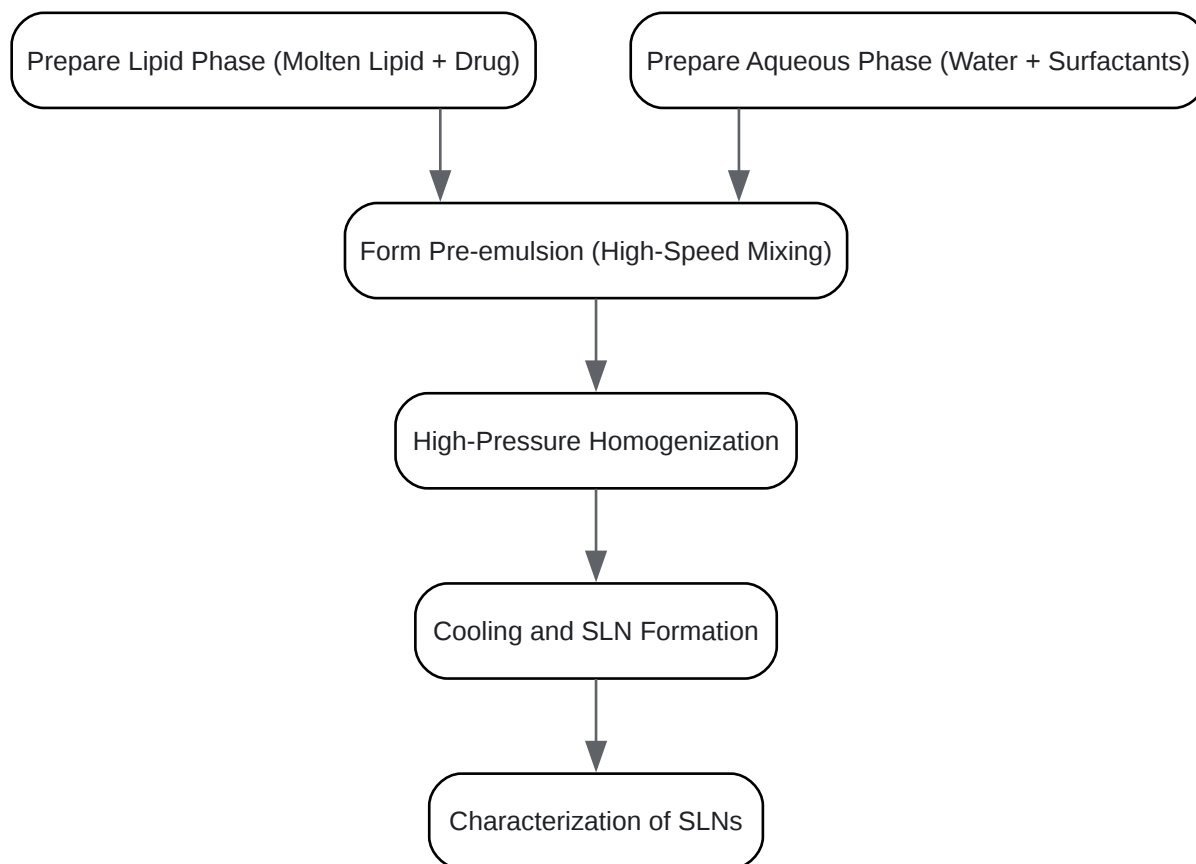 Prepare Lipid Phase (Molten Lipid + Drug)
Prepare Aqueous Phase (Water + Surfactants)
Form Pre-emulsion (High-Speed Mixing)
High-Pressure Homogenization
Cooling and SLN Formation
Characterization of SLNs